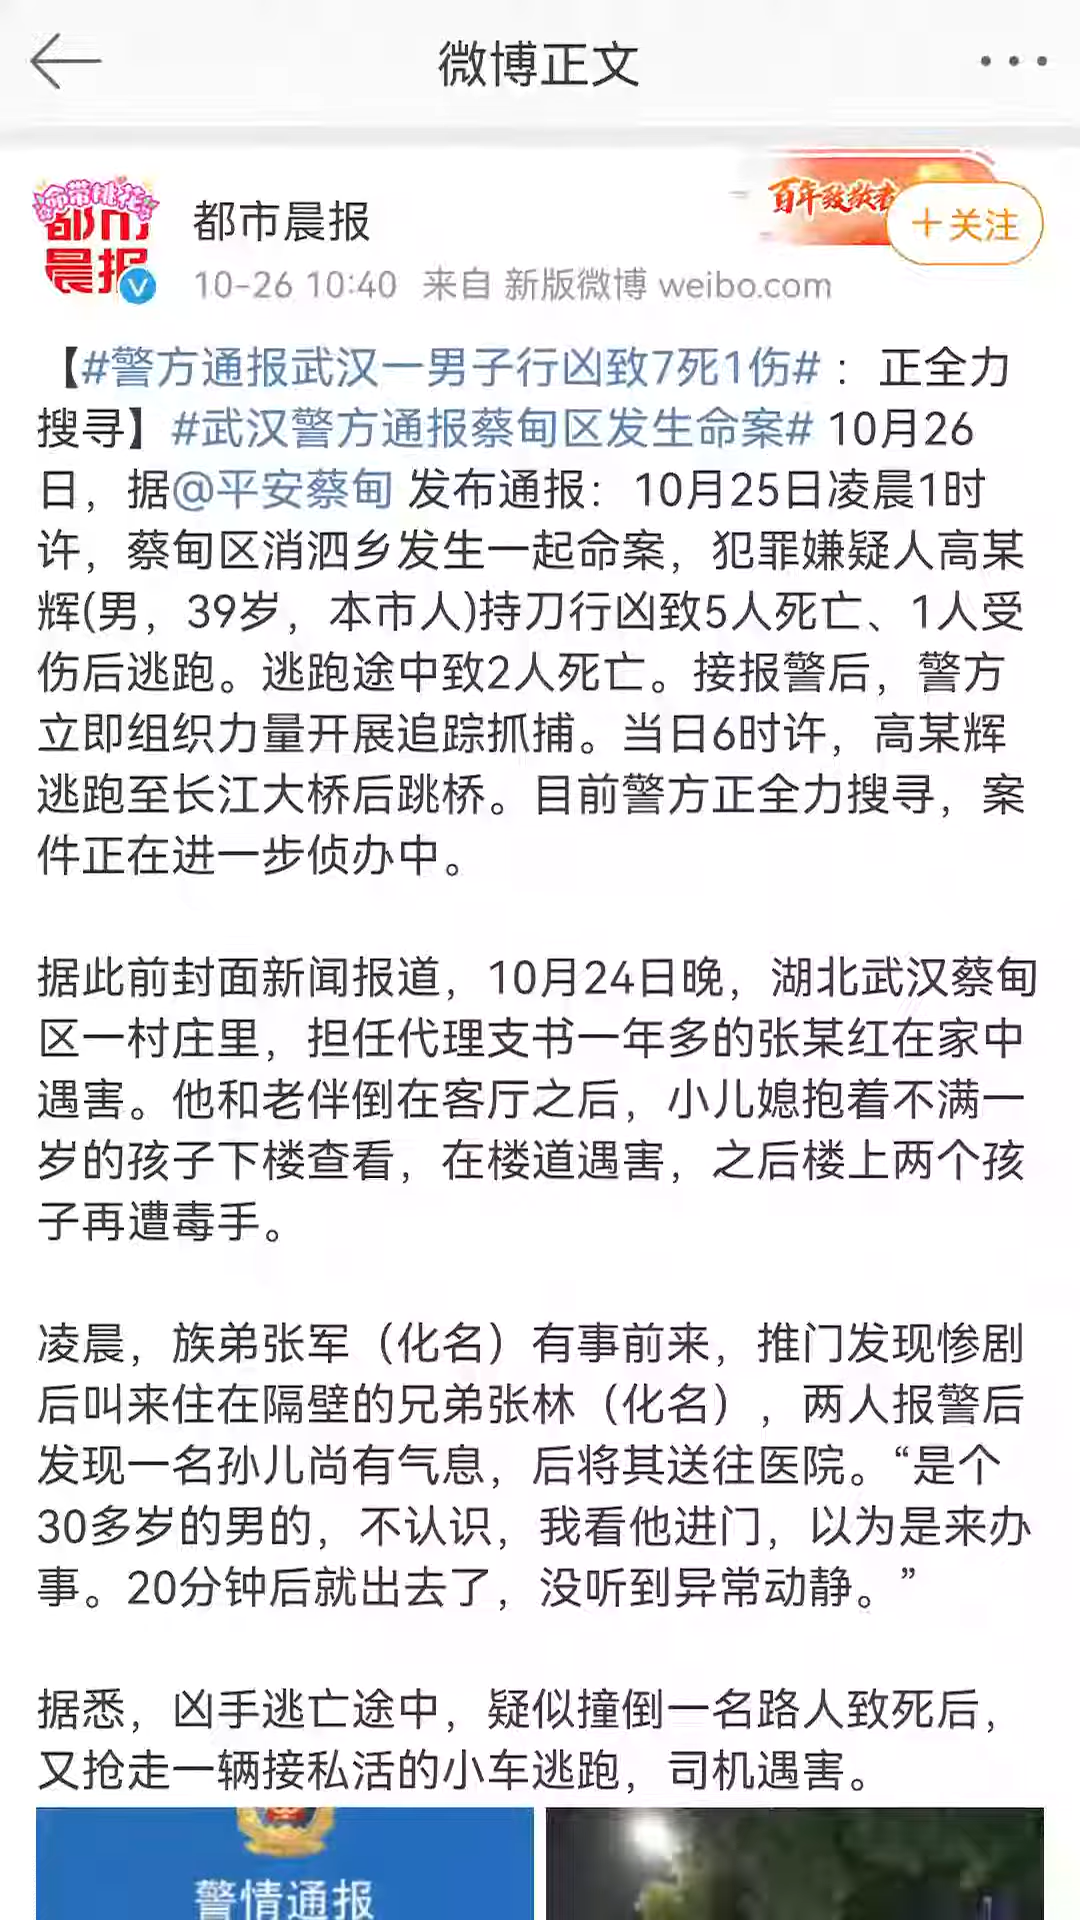 微博正文
命带桃花
都市晨报
都市晨报
百年致敬者
+关注
10-26 10:40 来自 新版微博 weibo.com
【#警方通报武汉一男子行凶致7死1伤#：正全力
搜寻】#武汉警方通报蔡甸区发生命案# 10月26
日，据@平安蔡甸 发布通报：10月25日凌晨1时
许，蔡甸区消泗乡发生一起命案，犯罪嫌疑人高某
辉(男，39岁，本市人)持刀行凶致5人死亡、1人受
伤后逃跑。逃跑途中致2人死亡。接报警后，警方
立即组织力量开展追踪抓捕。当日6时许，高某辉
逃跑至长江大桥后跳桥。目前警方正全力搜寻，案
件正在进一步侦办中。
据此前封面新闻报道，10月24日晚，湖北武汉蔡甸
区一村庄里，担任代理支书一年多的张某红在家中
遇害。他和老伴倒在客厅之后，小儿媳抱着不满一
岁的孩子下楼查看，在楼道遇害，之后楼上两个孩
子再遭毒手。
凌晨，族弟张军（化名）有事前来，推门发现惨剧
后叫来住在隔壁的兄弟张林（化名），两人报警后
发现一名孙儿尚有气息，后将其送往医院。“是个
30多岁的男的，不认识，我看他进门，以为是来办
事。20分钟后就出去了，没听到异常动静。”
据悉，凶手逃亡途中，疑似撞倒一名路人致死后，
又抢走一辆接私活的小车逃跑，司机遇害。
警情通报